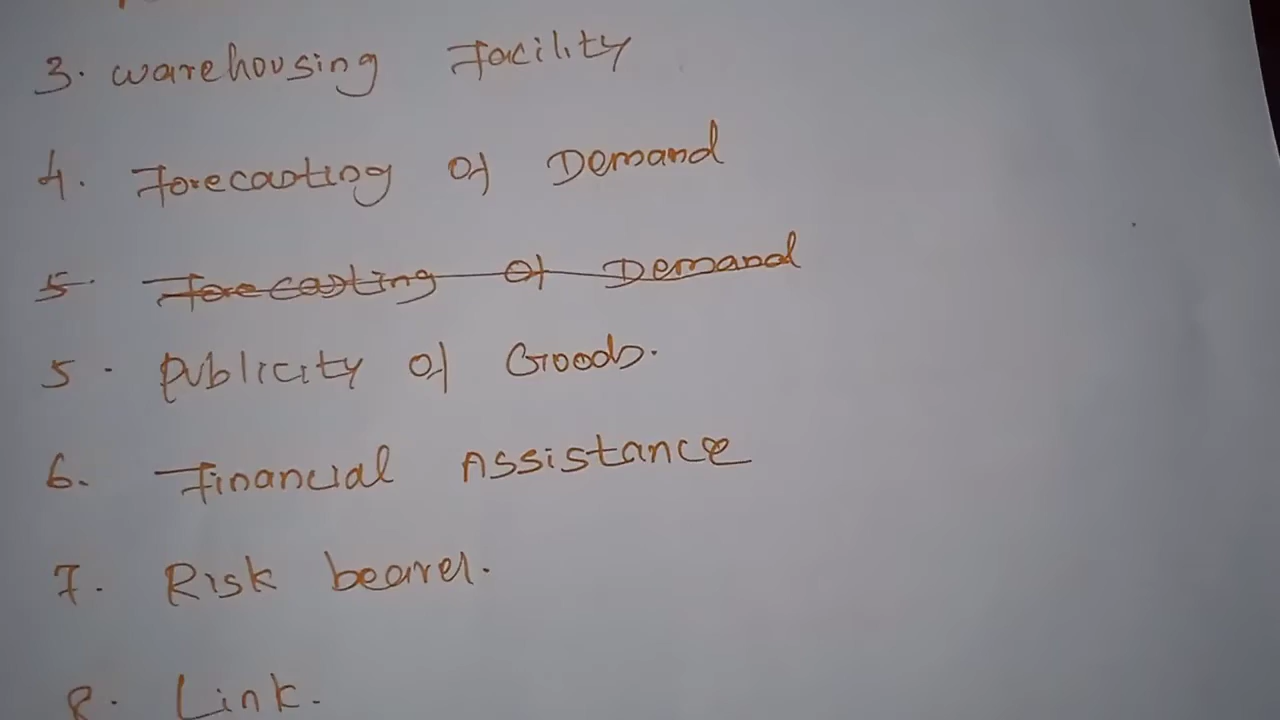 3. Warehousing Facility
4. Forecasting of Demand
5. Forecasting of Demand
5. Publicity of Goods.
6. Financial Assistance
7. Risk bearer.
8. Link.